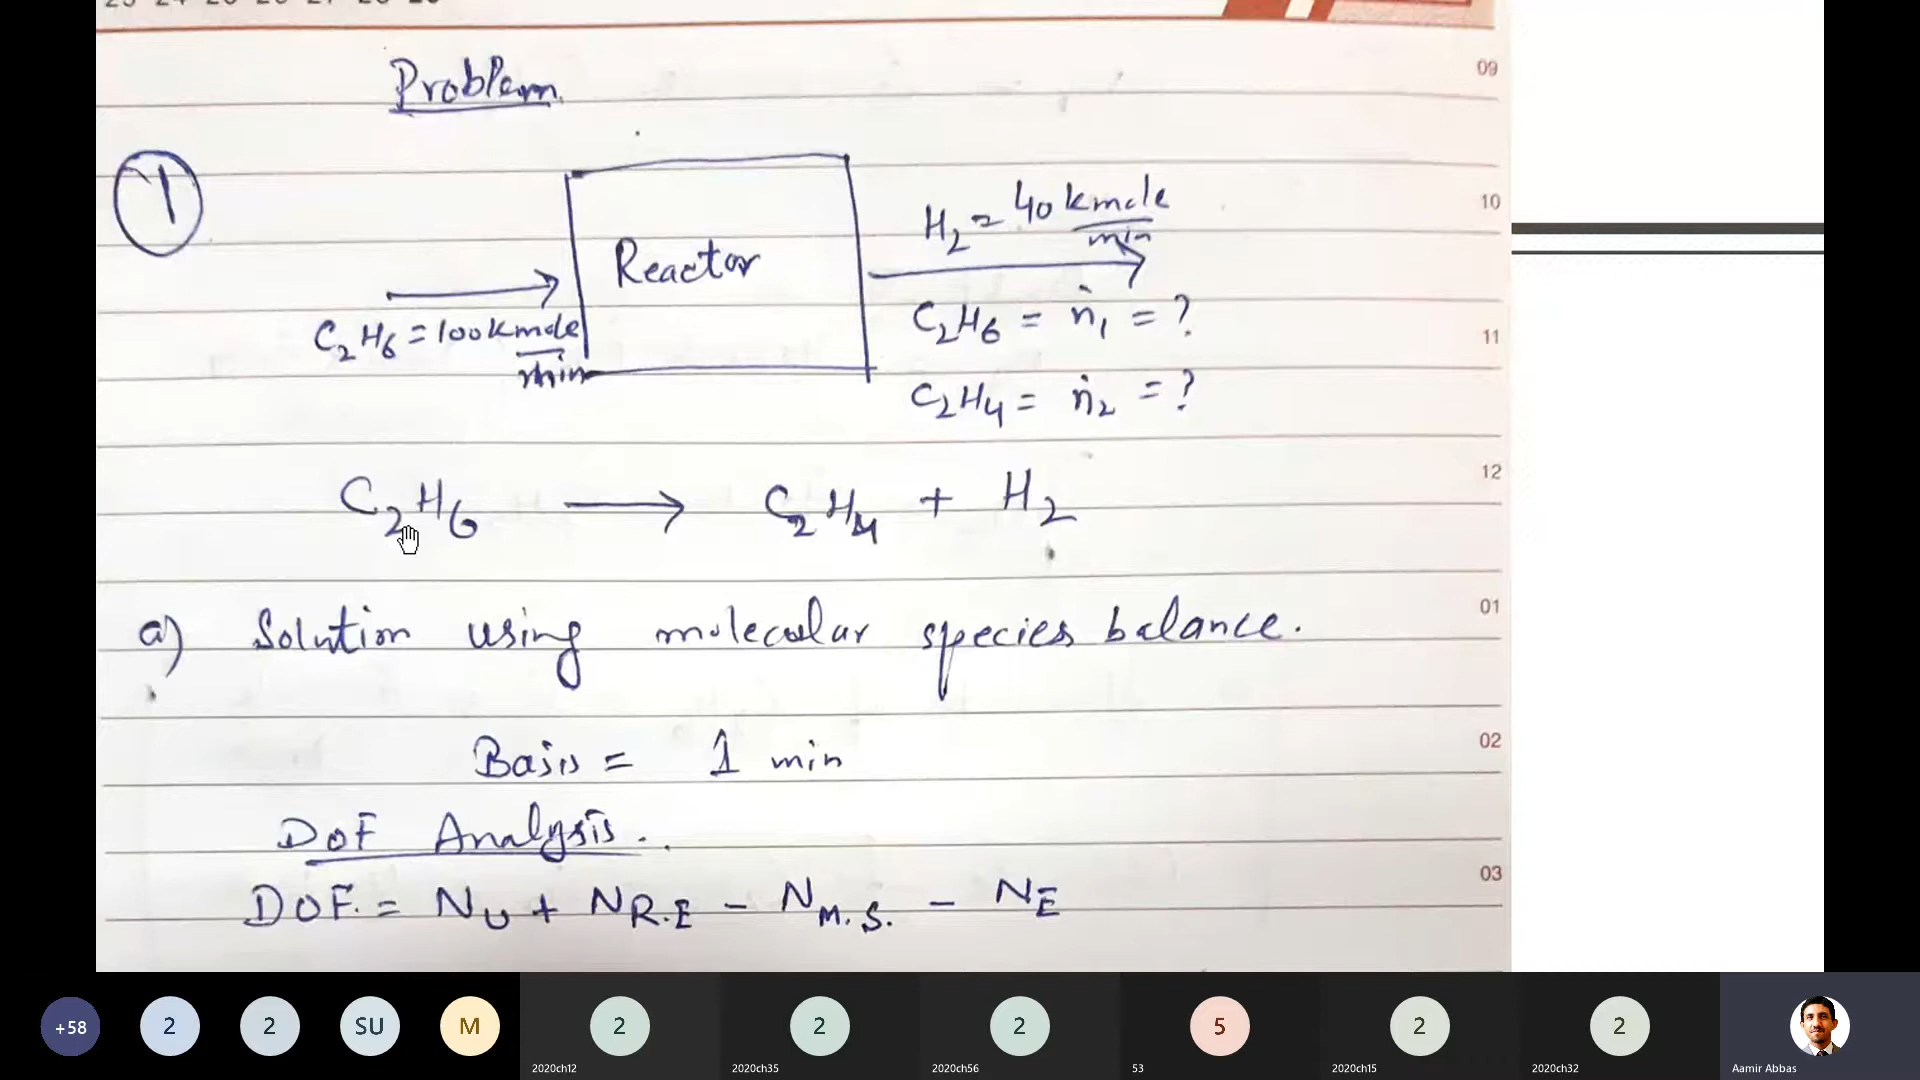 Problem.
09
1
10
H2 = 40 kmole/min
Reactor
C2H6 = 100 kmole/min
C2H6 = ṅ1 = ?
11
C2H4 = ṅ2 = ?
12
C2H6 → C2H4 + H2
01
a) Solution using molecular species balance.
02
Basis = 1 min
DOF Analysis.
03
DOF. = NU + NR.E - NM.S. - NE
+58 2 2 SU M 2 2 2 5 2 2
2020ch12 2020ch35 2020ch56 53 2020ch15 2020ch32 Aamir Abbas